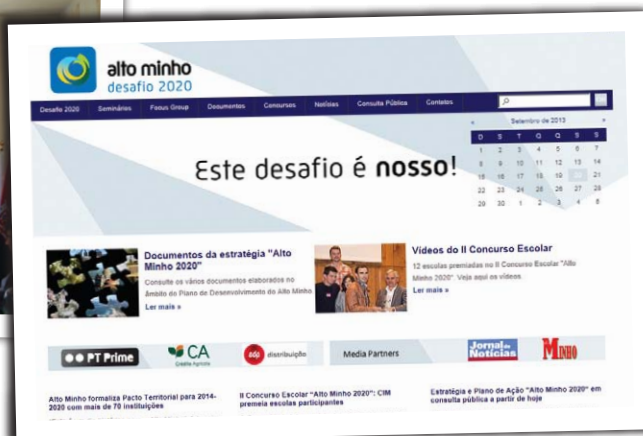 alto minho
desafio 2020
Desafio 2020 Seminários Focus Group Documentos Concursos Notícias Consulta Pública Contatos
« Setembro de 2013 »
D S T Q Q S S
1 2 3 4 5 6 7
8 9 10 11 12 13 14
15 16 17 18 19 20 21
22 23 24 25 26 27 28
29 30 1 2 3 4 5
Este desafio é nosso!
Documentos da estratégia "Alto
Minho 2020"
Consulte os vários documentos elaborados no
âmbito do Plano de Desenvolvimento do Alto Minho
Ler mais »
Vídeos do II Concurso Escolar
12 escolas premiadas no II Concurso Escolar "Alto
Minho 2020". Veja aqui os vídeos.
Ler mais »
PT Prime
CA
Crédito Agrícola
edp distribuição
Media Partners
Jornal de
Notícias
MINHO
Alto Minho formaliza Pacto Territorial para 2014-
2020 com mais de 70 instituições
II Concurso Escolar "Alto Minho 2020": CIM
premeia escolas participantes
Estratégia e Plano de Ação "Alto Minho 2020" em
consulta pública a partir de hoje